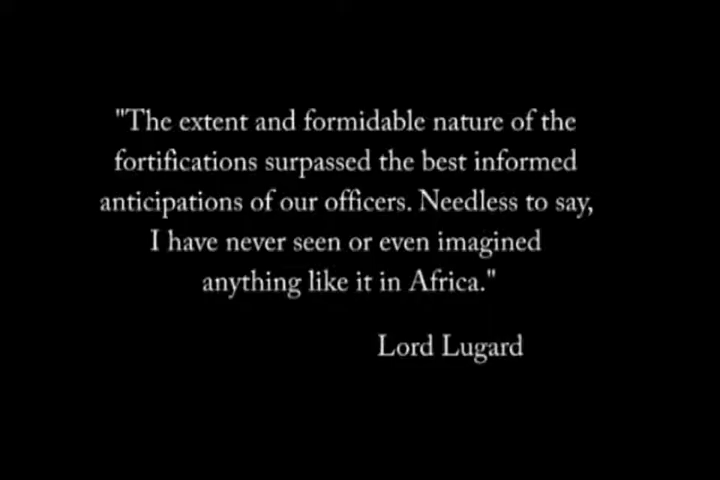 "The extent and formidable nature of the
fortifications surpassed the best informed
anticipations of our officers. Needless to say,
I have never seen or even imagined
anything like it in Africa."
Lord Lugard